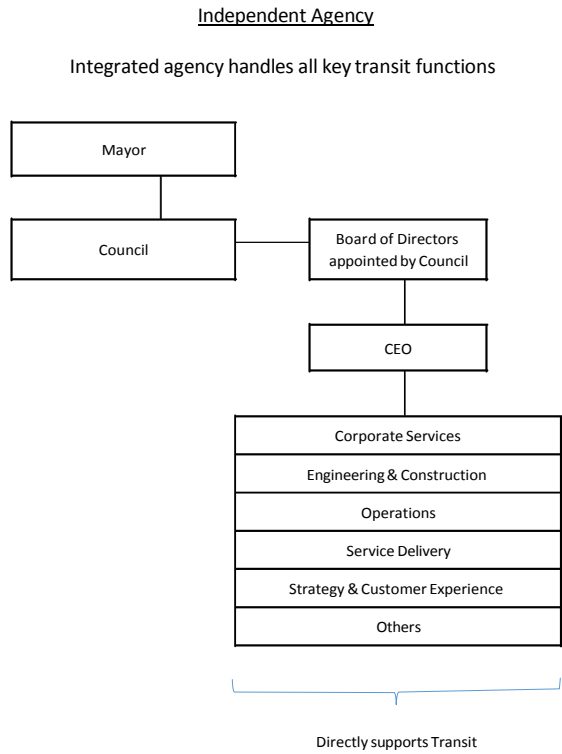 Independent Agency
Integrated agency handles all key transit functions
Mayor
Council
Board of Directors
appointed by Council
CEO
Corporate Services
Engineering & Construction
Operations
Service Delivery
Strategy & Customer Experience
Others
Directly supports Transit